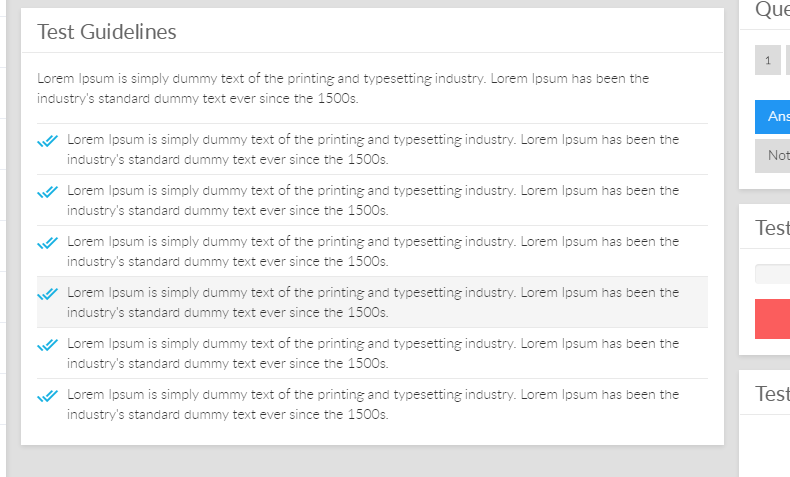 Test Guidelines
Lorem Ipsum is simply dummy text of the printing and typesetting industry. Lorem Ipsum has been the
industry's standard dummy text ever since the 1500s.
Lorem Ipsum is simply dummy text of the printing and typesetting industry. Lorem Ipsum has been the
industry's standard dummy text ever since the 1500s.
Lorem Ipsum is simply dummy text of the printing and typesetting industry. Lorem Ipsum has been the
industry's standard dummy text ever since the 1500s.
Lorem Ipsum is simply dummy text of the printing and typesetting industry. Lorem Ipsum has been the
industry's standard dummy text ever since the 1500s.
Lorem Ipsum is simply dummy text of the printing and typesetting industry. Lorem Ipsum has been the
industry's standard dummy text ever since the 1500s.
Lorem Ipsum is simply dummy text of the printing and typesetting industry. Lorem Ipsum has been the
industry's standard dummy text ever since the 1500s.
Lorem Ipsum is simply dummy text of the printing and typesetting industry. Lorem Ipsum has been the
industry's standard dummy text ever since the 1500s.
Que
1
Ans
Not
Test
Test